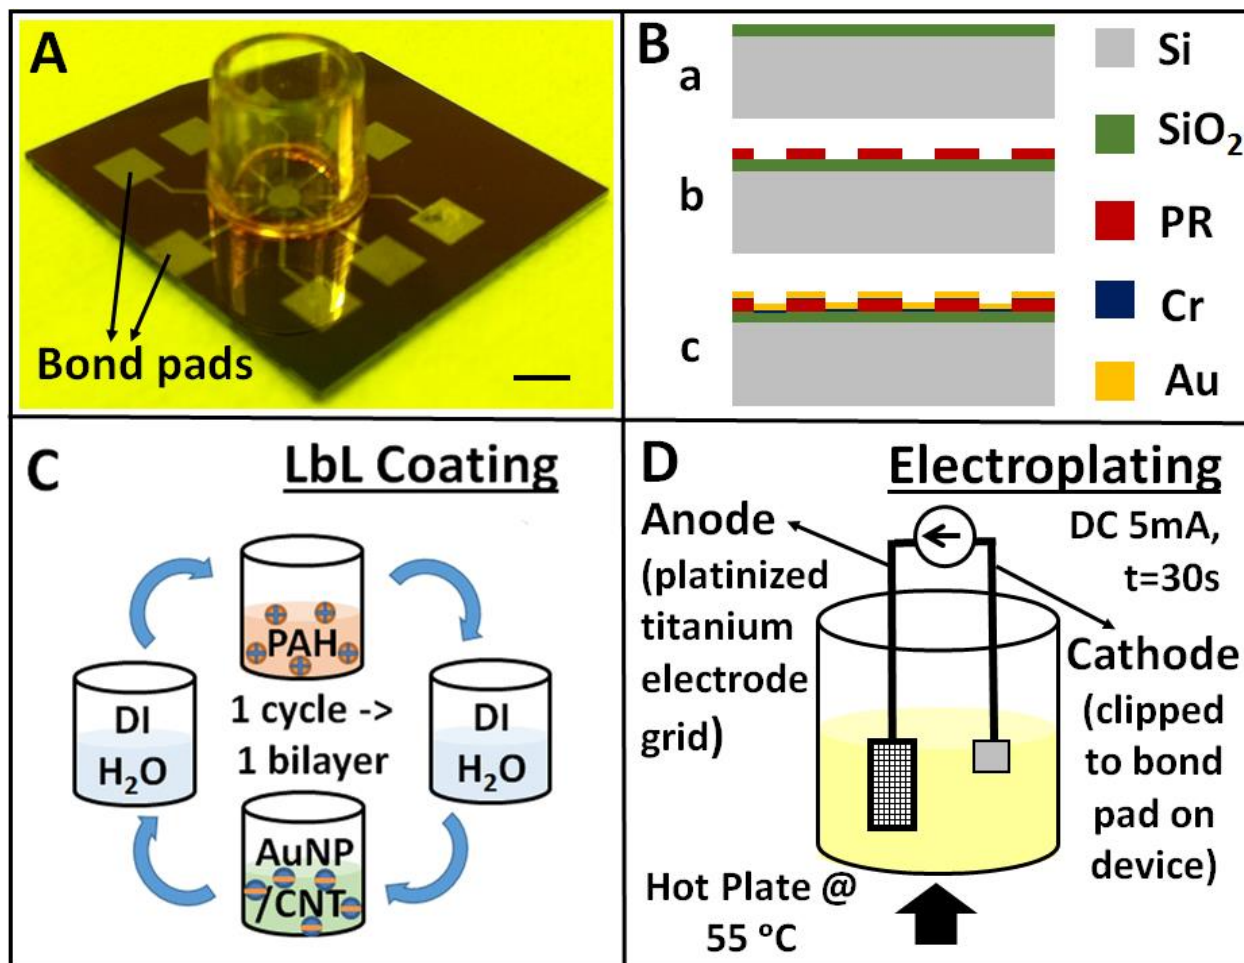 A
Bond pads
B
a
b
c
Si
SiO₂
PR
Cr
Au
C
LbL Coating
PAH
DI
H₂O
1 cycle ->
1 bilayer
DI
H₂O
AuNP
/CNT
D
Electroplating
Anode
(platinized
titanium
electrode
grid)
DC 5mA,
t=30s
Cathode
(clipped
to bond
pad on
device)
Hot Plate @
55 ºC